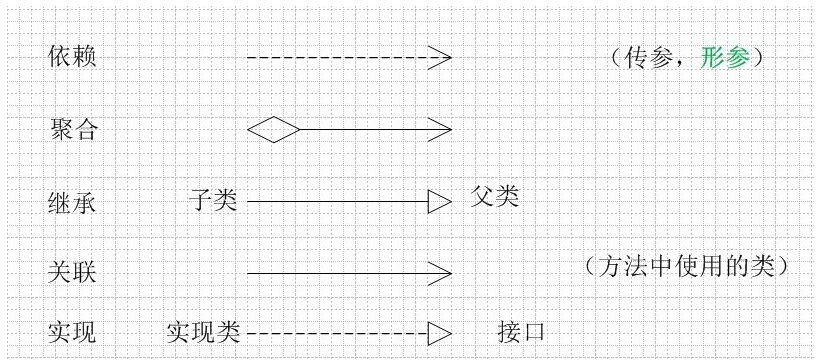 依赖 （传参，形参）
聚合
继承 子类 父类
关联 （方法中使用的类）
实现 实现类 接口